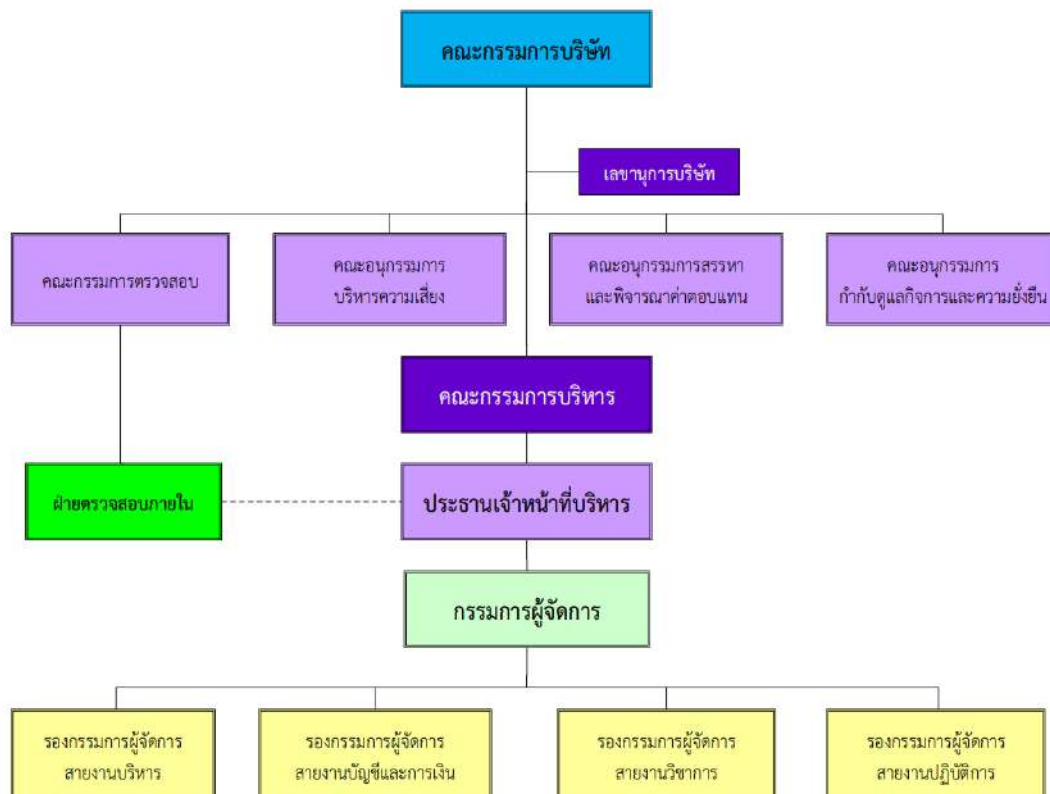 คณะกรรมการบริษัท
เลขานุการบริษัท
คณะกรรมการตรวจสอบ
คณะอนุกรรมการ
บริหารความเสี่ยง
คณะอนุกรรมการสรรหา
และพิจารณาค่าตอบแทน
คณะอนุกรรมการ
กำกับดูแลกิจการและความยั่งยืน
คณะกรรมการบริหาร
ฝ่ายตรวจสอบภายใน
ประธานเจ้าหน้าที่บริหาร
กรรมการผู้จัดการ
รองกรรมการผู้จัดการ
สายงานบริหาร
รองกรรมการผู้จัดการ
สายงานบัญชีและการเงิน
รองกรรมการผู้จัดการ
สายงานวิชาการ
รองกรรมการผู้จัดการ
สายงานปฏิบัติการ